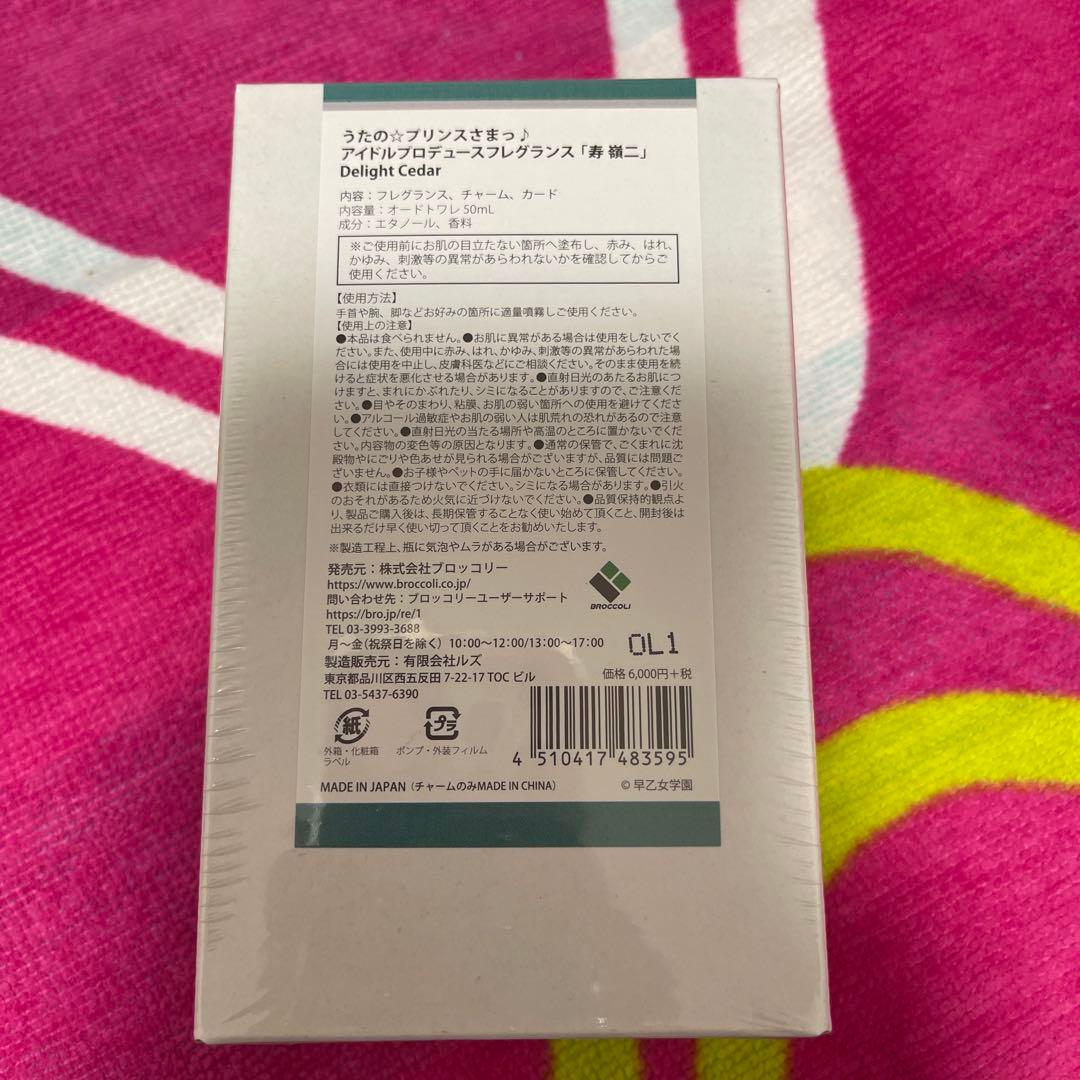 うたの☆プリンスさまっ♪
アイドルプロデュースフレグランス「寿 嶺二」
Delight Cedar
内容：フレグランス、チャーム、カード
内容量：オードトワレ 50mL
成分：エタノール、香料
※ご使用前にお肌の目立たない箇所へ塗布し、赤み、はれ、
かゆみ、刺激等の異常があらわれないかを確認してからご
使用ください。
【使用方法】
手首や腕、脚などお好みの箇所に適量噴霧しご使用ください。
【使用上の注意】
●本品は食べられません。●お肌に異常がある場合は使用をしないでく
ださい。また、使用中に赤み、はれ、かゆみ、刺激等の異常があらわれた場
合には使用を中止し、皮膚科医などにご相談ください。そのまま使用を続
けると症状を悪化させる場合があります。●直射日光のあたるお肌につ
けますと、まれにかぶれたり、シミになることがありますので、ご注意くだ
さい。●目やそのまわり、粘膜、お肌の弱い箇所への使用を避けてくださ
い。●アルコール過敏症やお肌の弱い人は肌荒れの恐れがあるので注意
してください。●直射日光の当たる場所や高温のところに置かないでくだ
さい。内容物の変色等の原因となります。●通常の保管で、ごくまれに沈
殿物やにごりや色あせが見られる場合がございますが、品質には問題ご
ざいません。●お子様やペットの手に届かないところに保管してください。
●衣類には直接つけないでください。シミになる場合があります。●引火
のおそれがあるため火気に近づけないでください。●品質保持的観点よ
り、製品ご購入後は、長期保管することなく使い始めて頂くこと、開封後は
出来るだけ早く使い切って頂くことをお勧めいたします。
※製造工程上、瓶に気泡やムラがある場合がございます。
発売元：株式会社ブロッコリー
https://www.broccoli.co.jp/
問い合わせ先：ブロッコリーユーザーサポート
https://bro.jp/re/1
TEL 03-3993-3688
月〜金（祝祭日を除く）10:00〜12:00/13:00〜17:00
BROCCOLI
OL1
製造販売元：有限会社ルズ
東京都品川区西五反田 7-22-17 TOC ビル
TEL 03-5437-6390
価格 6,000円＋税
紙
外箱・化粧箱
ラベル
プラ
ポンプ・外装フィルム
4 510417 483595
MADE IN JAPAN（チャームのみMADE IN CHINA）
© 早乙女学園